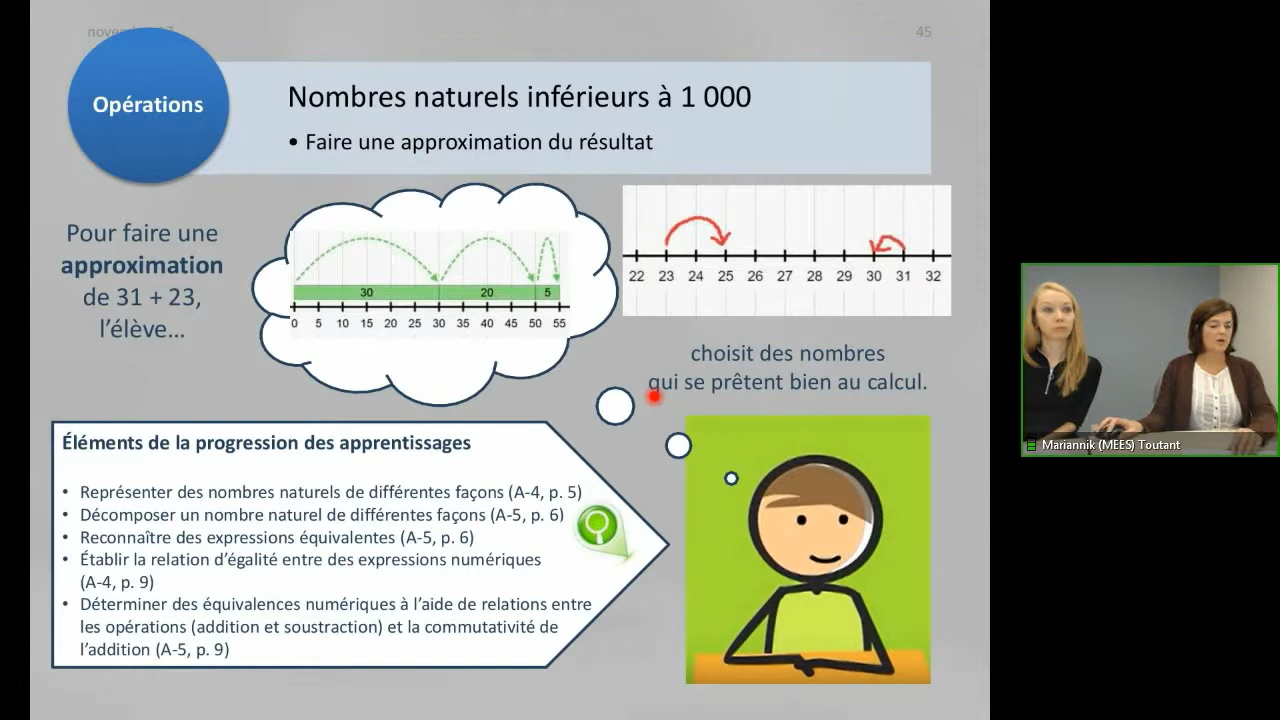 45
Opérations
Nombres naturels inférieurs à 1 000
• Faire une approximation du résultat
Pour faire une
approximation
de 31 + 23,
l'élève...
30 20 5
0 5 10 15 20 25 30 35 40 45 50 55
22 23 24 25 26 27 28 29 30 31 32
choisit des nombres
qui se prêtent bien au calcul.
Éléments de la progression des apprentissages
• Représenter des nombres naturels de différentes façons (A-4, p. 5)
• Décomposer un nombre naturel de différentes façons (A-5, p. 6)
• Reconnaître des expressions équivalentes (A-5, p. 6)
• Établir la relation d'égalité entre des expressions numériques
(A-4, p. 9)
• Déterminer des équivalences numériques à l'aide de relations entre
les opérations (addition et soustraction) et la commutativité de
l'addition (A-5, p. 9)
Mariannik (MEES) Toutant